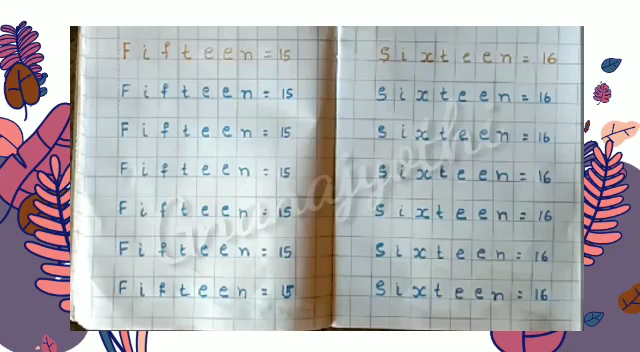 Fifteen = 15
Fifteen = 15
Fifteen = 15
Fifteen = 15
Fifteen = 15
Fifteen = 15
Fifteen = 15
Sixteen = 16
Sixteen = 16
Sixteen = 16
Sixteen = 16
Sixteen = 16
Sixteen = 16
Sixteen = 16